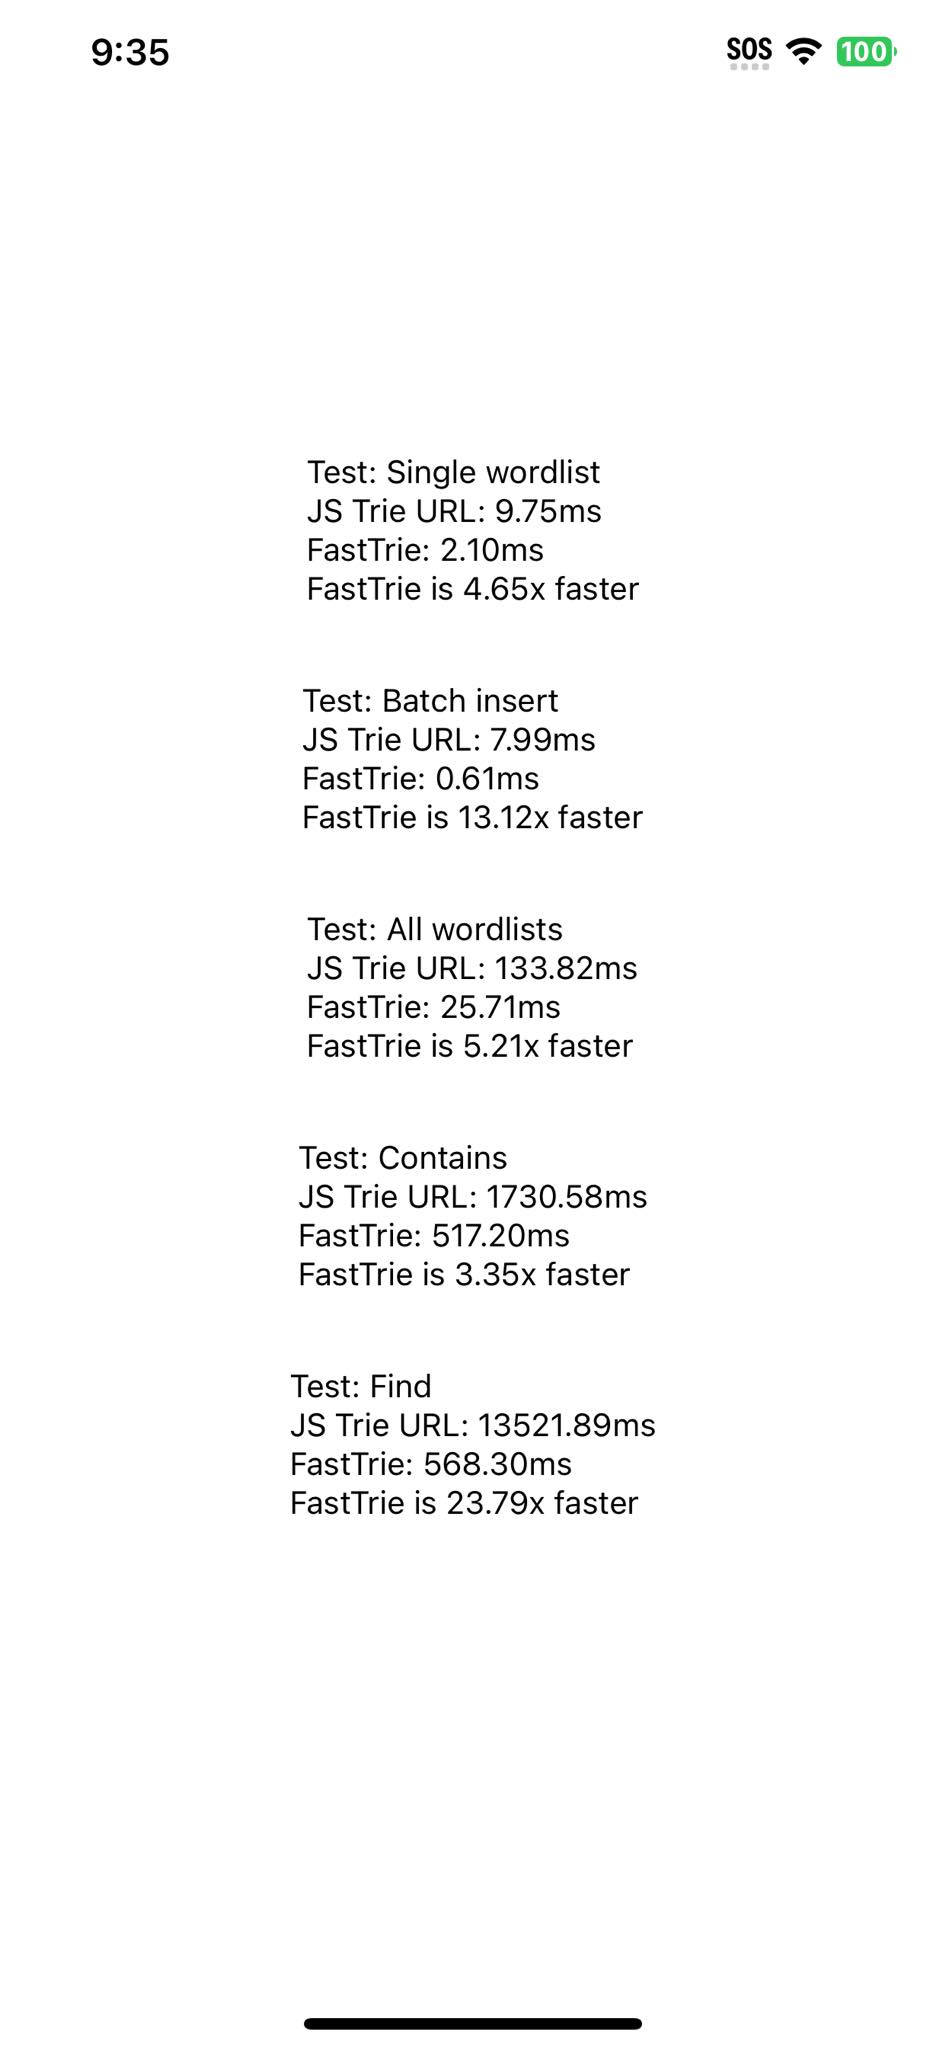 9:35
SOS
100
Test: Single wordlist
JS Trie URL: 9.75ms
FastTrie: 2.10ms
FastTrie is 4.65x faster
Test: Batch insert
JS Trie URL: 7.99ms
FastTrie: 0.61ms
FastTrie is 13.12x faster
Test: All wordlists
JS Trie URL: 133.82ms
FastTrie: 25.71ms
FastTrie is 5.21x faster
Test: Contains
JS Trie URL: 1730.58ms
FastTrie: 517.20ms
FastTrie is 3.35x faster
Test: Find
JS Trie URL: 13521.89ms
FastTrie: 568.30ms
FastTrie is 23.79x faster